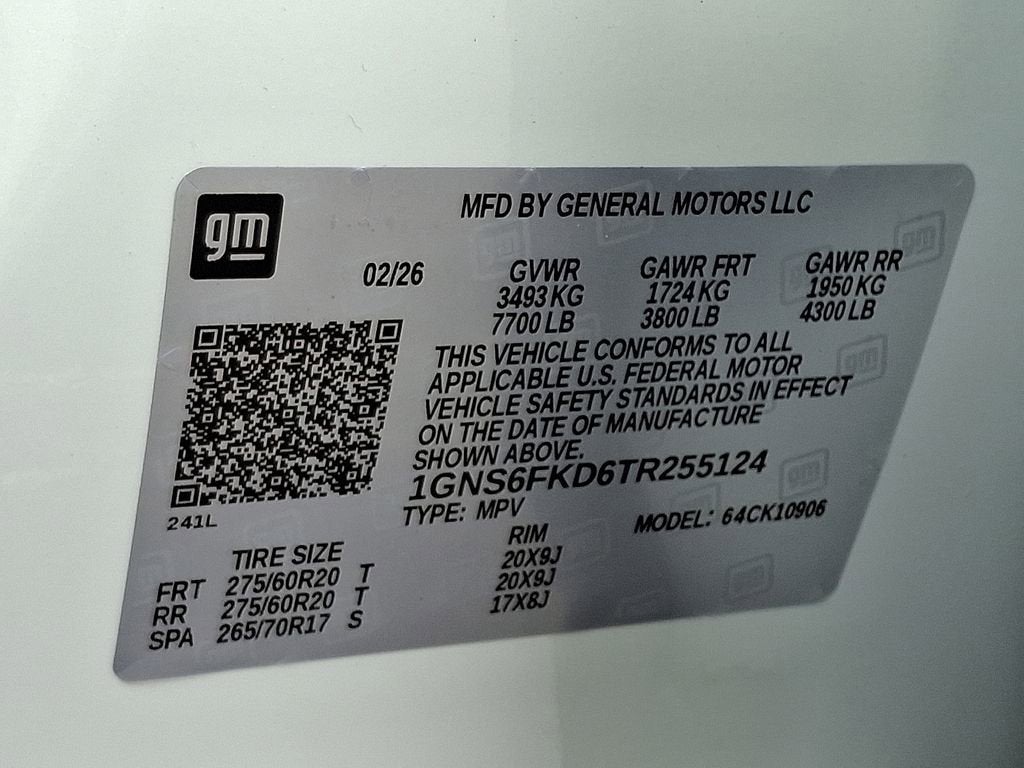 gm
MFD BY GENERAL MOTORS LLC
02/26
GVWR GAWR FRT GAWR RR
3493 KG 1724 KG 1950 KG
7700 LB 3800 LB 4300 LB
THIS VEHICLE CONFORMS TO ALL
APPLICABLE U.S. FEDERAL MOTOR
VEHICLE SAFETY STANDARDS IN EFFECT
ON THE DATE OF MANUFACTURE
SHOWN ABOVE.
1GNS6FKD6TR255124
TYPE: MPV MODEL: 64CK10906
241L
TIRE SIZE RIM
FRT 275/60R20 T 20X9J
RR 275/60R20 T 20X9J
SPA 265/70R17 S 17X8J